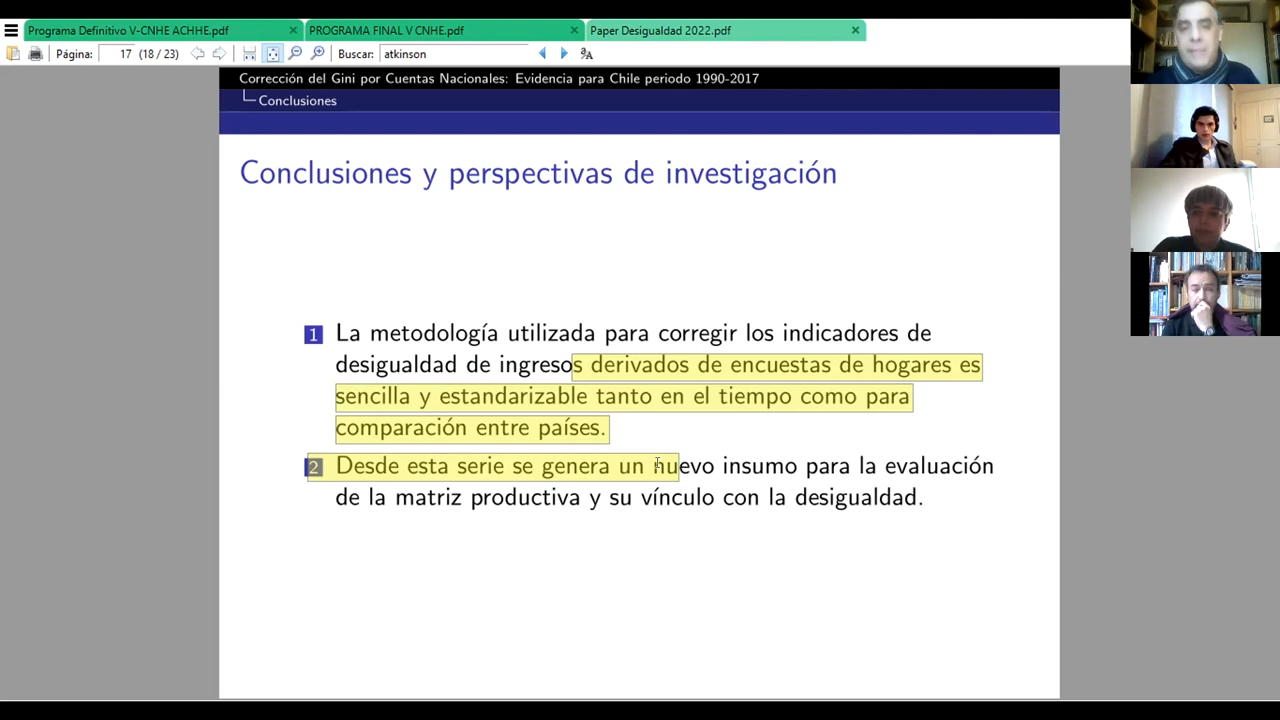 Programa Definitivo V-CNHE ACHHE.pdf
PROGRAMA FINAL V CNHE.pdf
Paper Desigualdad 2022.pdf
Página: 17 (18 / 23)
Buscar: atkinson
Corrección del Gini por Cuentas Nacionales: Evidencia para Chile periodo 1990-2017
Conclusiones
Conclusiones y perspectivas de investigación
1 La metodología utilizada para corregir los indicadores de
desigualdad de ingresos derivados de encuestas de hogares es
sencilla y estandarizable tanto en el tiempo como para
comparación entre países.
2 Desde esta serie se genera un nuevo insumo para la evaluación
de la matriz productiva y su vínculo con la desigualdad.